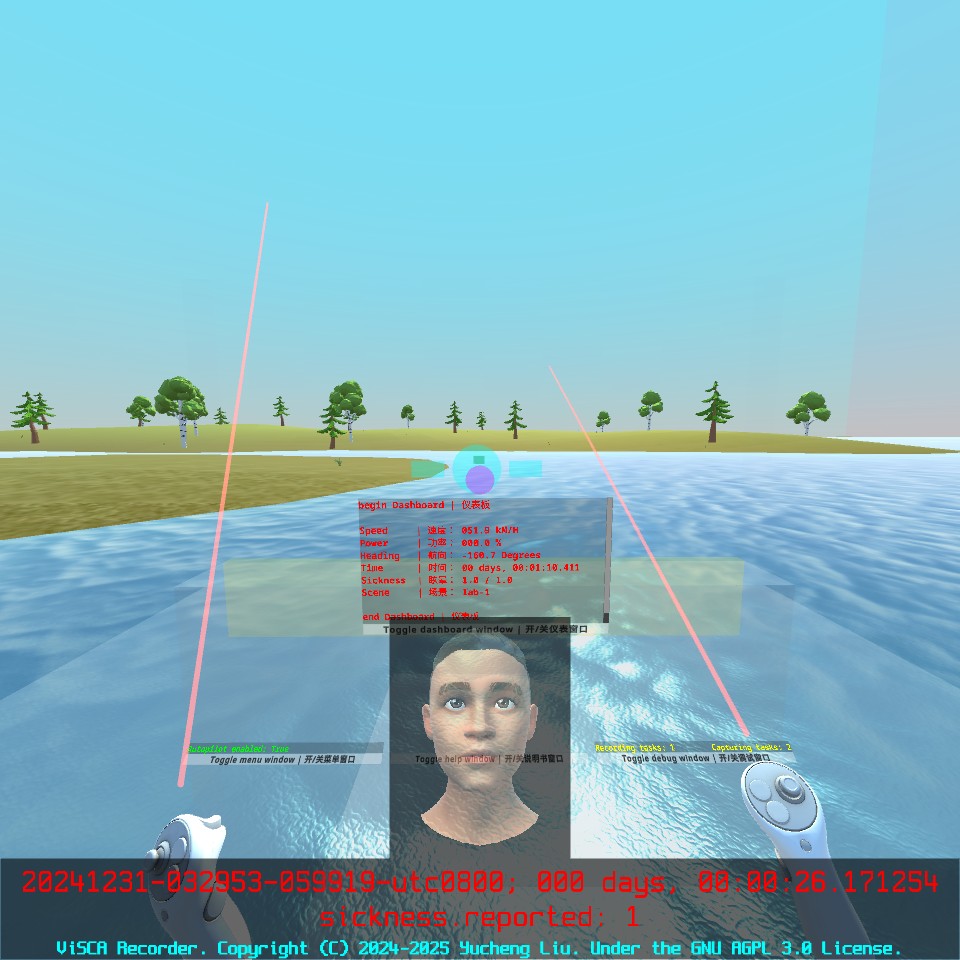 begin Dashboard | 仪表板
Speed | 速度: 051.9 kM/H
Power | 功率: 000.0 %
Heading | 航向: -160.7 Degrees
Time | 时间: 00 days, 00:01:10.411
Sickness | 眩晕: 1.0 / 1.0
Scene | 场景: lab-1
end Dashboard | 仪表板
Toggle dashboard window | 开/关仪表窗口
Autopilot enabled: True
Recording tasks: 1 Capturing tasks: 2
Toggle menu window | 开/关菜单窗口
Toggle help window | 开/关说明书窗口
Toggle debug window | 开/关调试窗口
20241231-032953-059919-utc0800; 000 days, 00:00:26.171254
sickness.reported: 1
ViSCA Recorder. Copyright (C) 2024-2025 Yucheng Liu. Under the GNU AGPL 3.0 License.